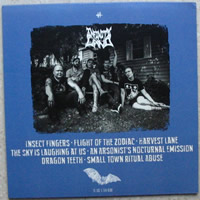 INSECT FINGERS · FLIGHT OF THE ZODIAC · HARVEST LANE
THE SKY IS LAUGHING AT US · AN ARSONIST'S NOCTURNAL EMISSION
DRAGON TEETH · SMALL TOWN RITUAL ABUSE